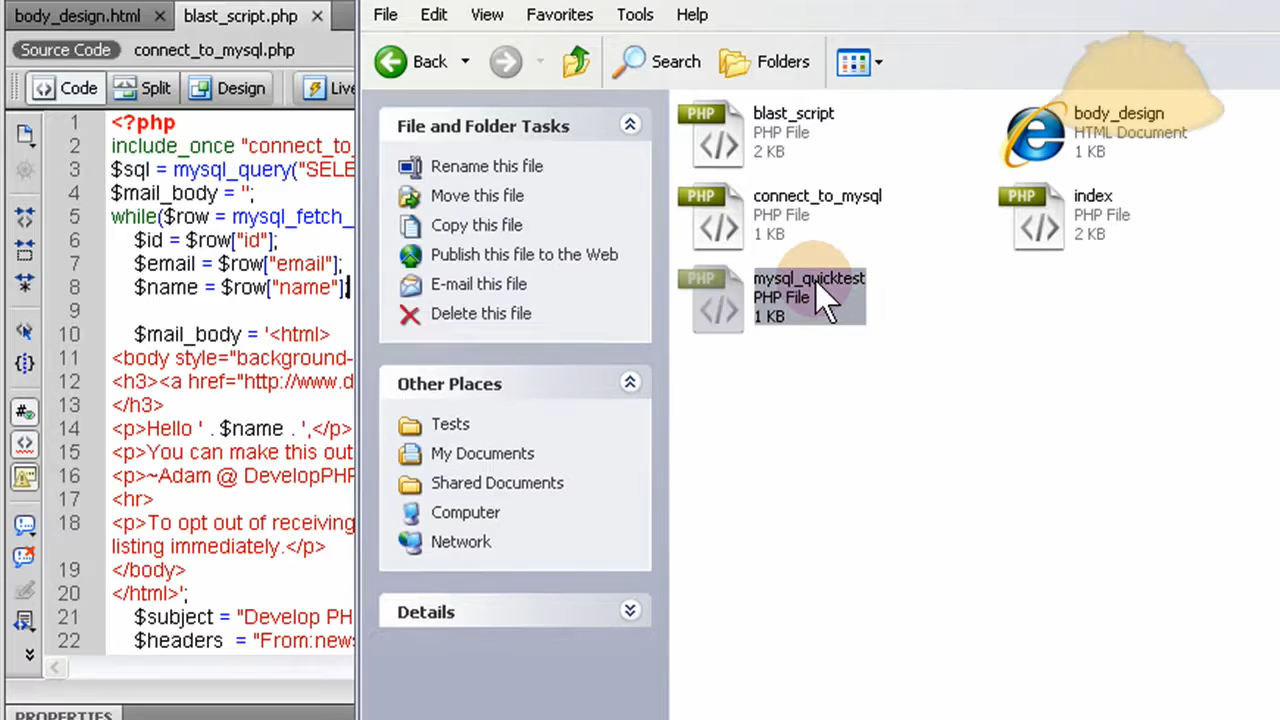 body_design.html × blast_script.php ×
Source Code connect_to_mysql.php
Code Split Design Live
1 <?php
2 include_once "connect_to_
3 $sql = mysql_query("SELE
4 $mail_body = '';
5 while($row = mysql_fetch_
6 $id = $row["id"];
7 $email = $row["email"];
8 $name = $row["name"];
9
10 $mail_body = '<html>
11 <body style="background-
12 <h3><a href="http://www.d
13 </h3>
14 <p>Hello ' . $name . ',</p>
15 <p>You can make this out
16 <p>~Adam @ DevelopPHP
17 <hr>
18 <p>To opt out of receiving
listing immediately.</p>
19 </body>
20 </html>';
21 $subject = "Develop PH
22 $headers = "From:news
PROPERTIES
File Edit View Favorites Tools Help
Back Search Folders
File and Folder Tasks
Rename this file
Move this file
Copy this file
Publish this file to the Web
E-mail this file
Delete this file
Other Places
Tests
My Documents
Shared Documents
Computer
Network
Details
PHP
blast_script
PHP File
2 KB
body_design
HTML Document
1 KB
PHP
connect_to_mysql
PHP File
1 KB
PHP
index
PHP File
2 KB
PHP
mysql_quicktest
PHP File
1 KB